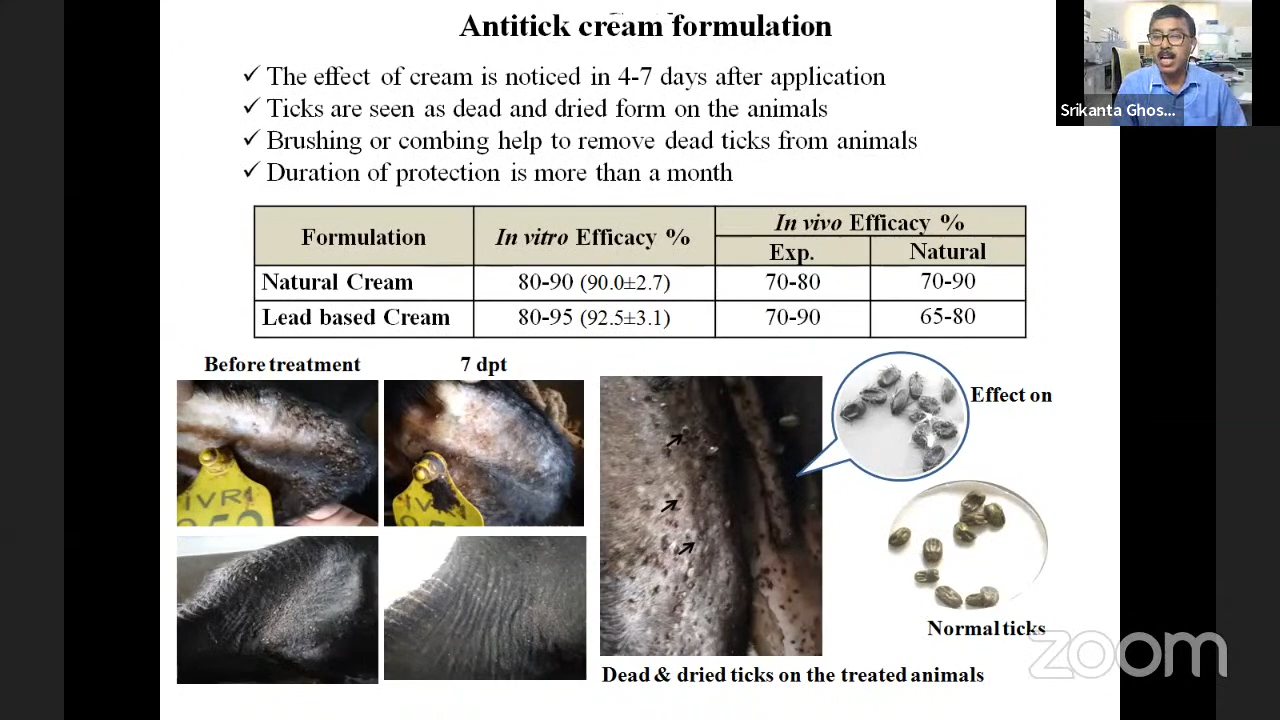 Antitick cream formulation
Srikanta Ghos...
✓ The effect of cream is noticed in 4-7 days after application
✓ Ticks are seen as dead and dried form on the animals
✓ Brushing or combing help to remove dead ticks from animals
✓ Duration of protection is more than a month
Formulation In vitro Efficacy % In vivo Efficacy %
Exp. Natural
Natural Cream 80-90 (90.0±2.7) 70-80 70-90
Lead based Cream 80-95 (92.5±3.1) 70-90 65-80
Before treatment 7 dpt
Effect on
IVRI
IV
Normal ticks
Dead & dried ticks on the treated animals
zoom